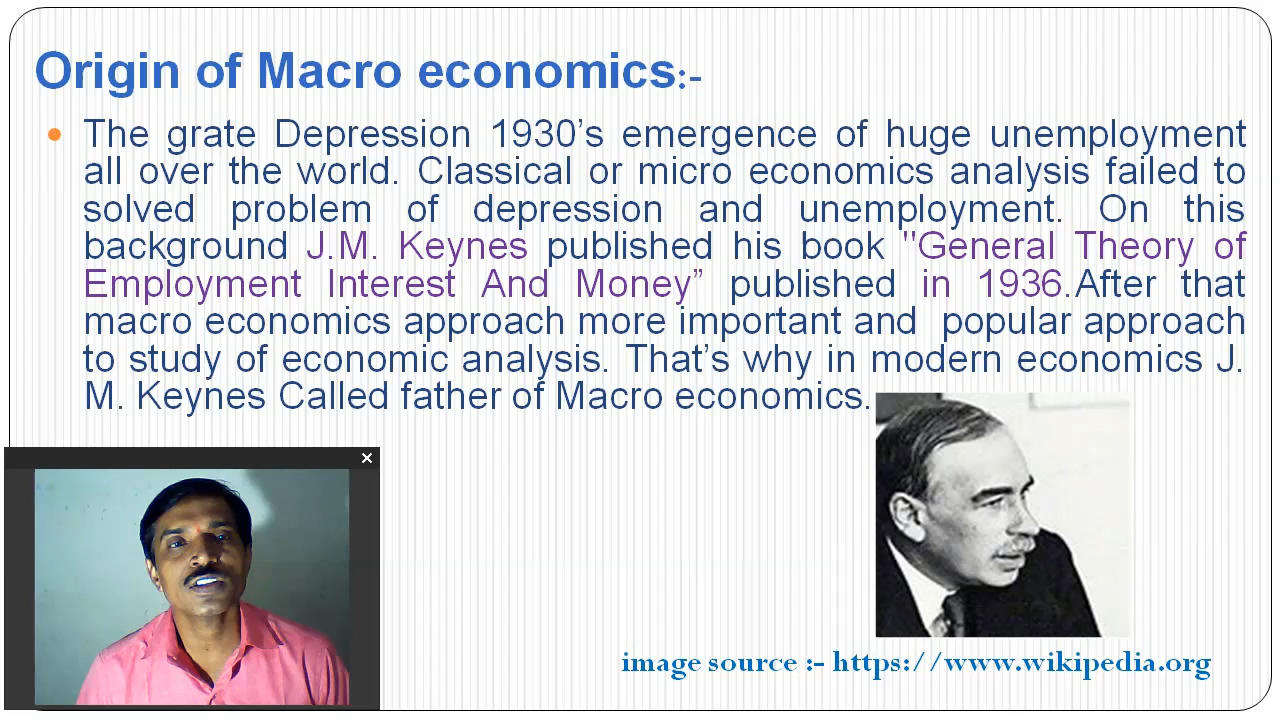 Origin of Macro economics:-
• The grate Depression 1930’s emergence of huge unemployment
all over the world. Classical or micro economics analysis failed to
solved problem of depression and unemployment. On this
background J.M. Keynes published his book "General Theory of
Employment Interest And Money” published in 1936.After that
macro economics approach more important and popular approach
to study of economic analysis. That’s why in modern economics J.
M. Keynes Called father of Macro economics.
image source :- https://www.wikipedia.org